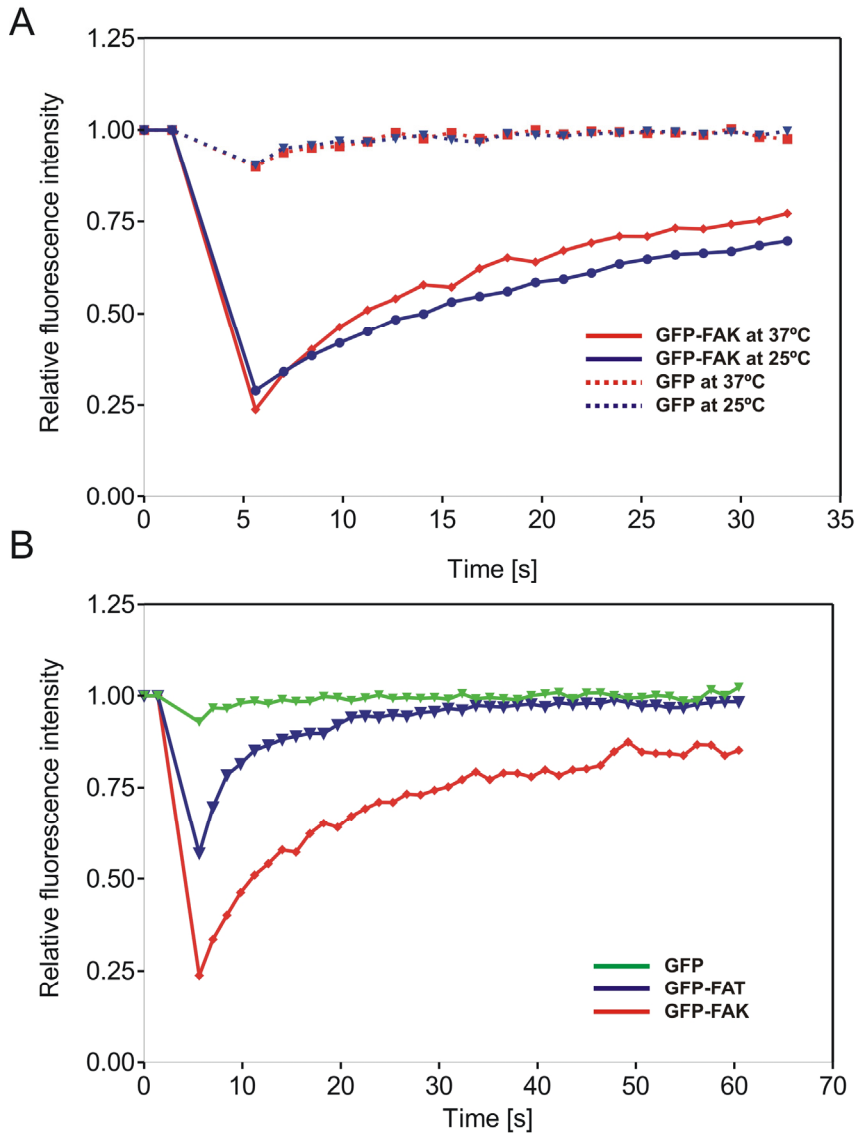 A
1.25
1.00
0.75
0.50
0.25
0.00
Relative fluorescence intensity
GFP-FAK at 37ºC
GFP-FAK at 25ºC
GFP at 37ºC
GFP at 25ºC
0 5 10 15 20 25 30 35
Time [s]
B
1.25
1.00
0.75
0.50
0.25
0.00
Relative fluorescence intensity
GFP
GFP-FAT
GFP-FAK
0 10 20 30 40 50 60 70
Time [s]